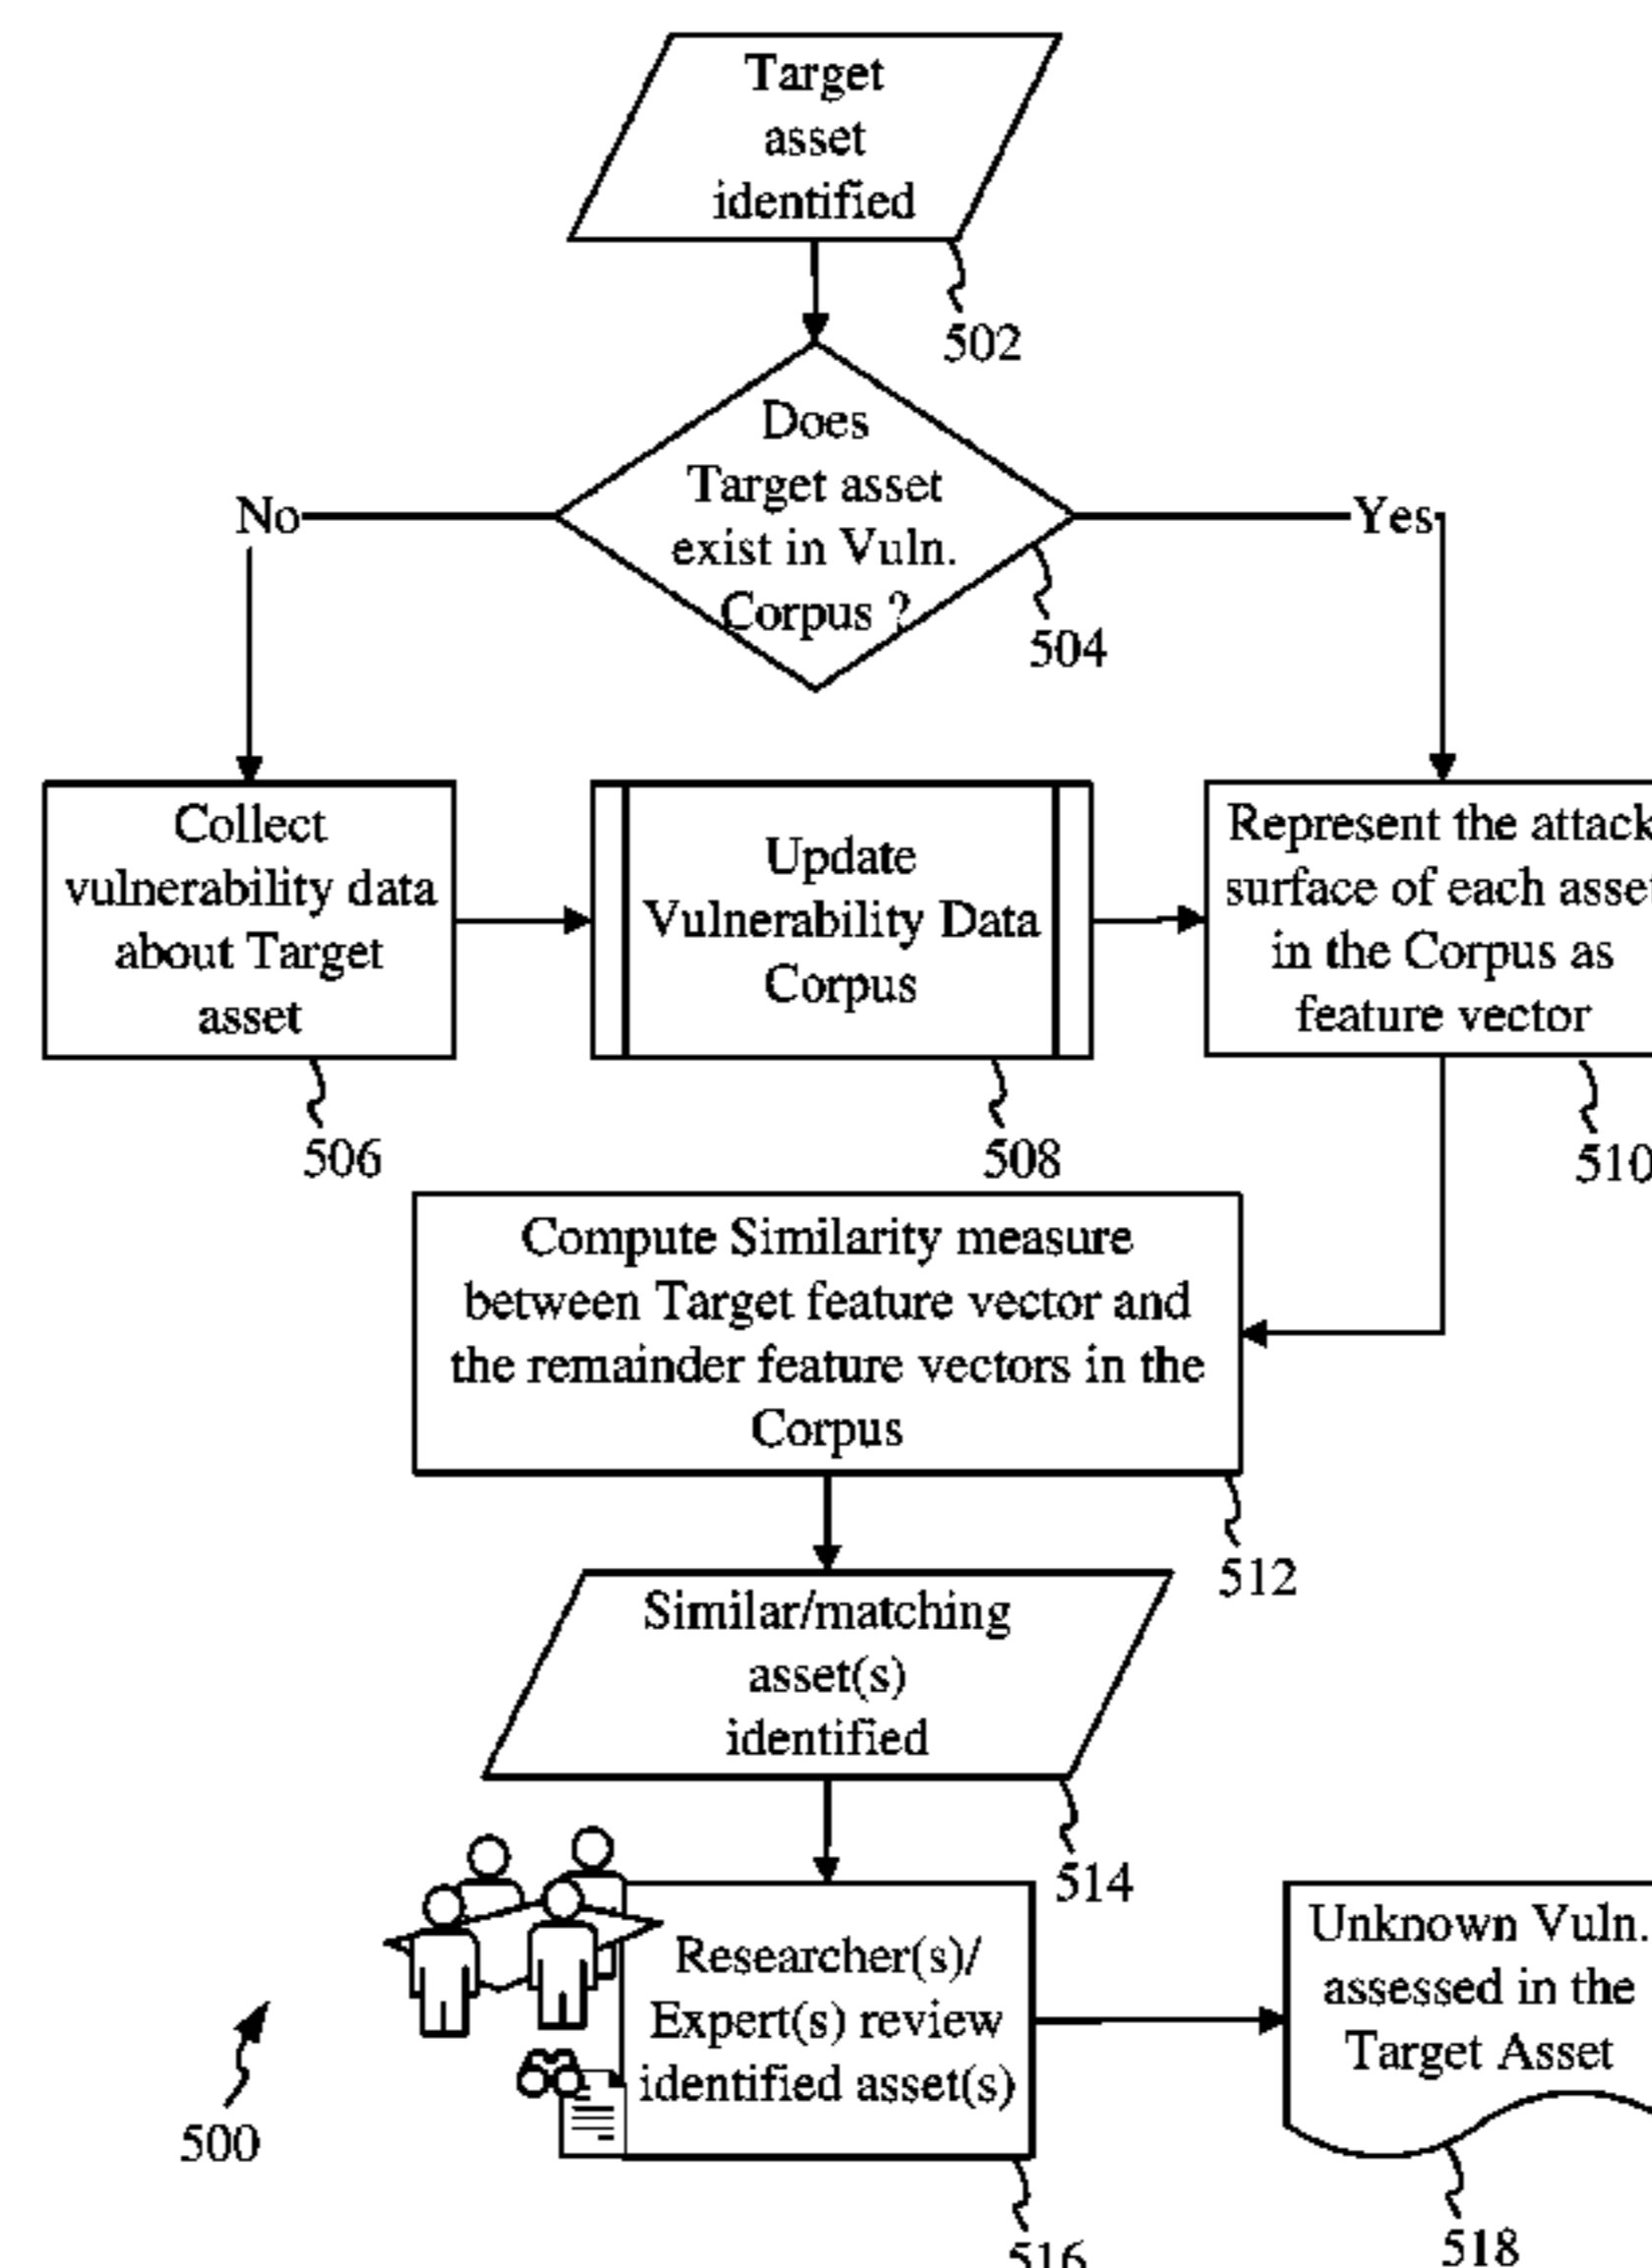 Target
asset
identified
502
Does
Target asset
exist in Vuln.
Corpus ?
504
No
Yes
Collect
vulnerability data
about Target
asset
506
Update
Vulnerability Data
Corpus
508
Represent the attack
surface of each asset
in the Corpus as
feature vector
510
Compute Similarity measure
between Target feature vector and
the remainder feature vectors in the
Corpus
512
Similar/matching
asset(s)
identified
514
Researcher(s)/
Expert(s) review
identified asset(s)
516
Unknown Vuln.
assessed in the
Target Asset
518
500